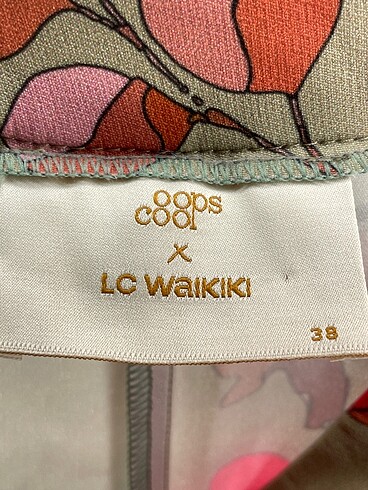 oops
cool
x
LC WAIKIKI
38